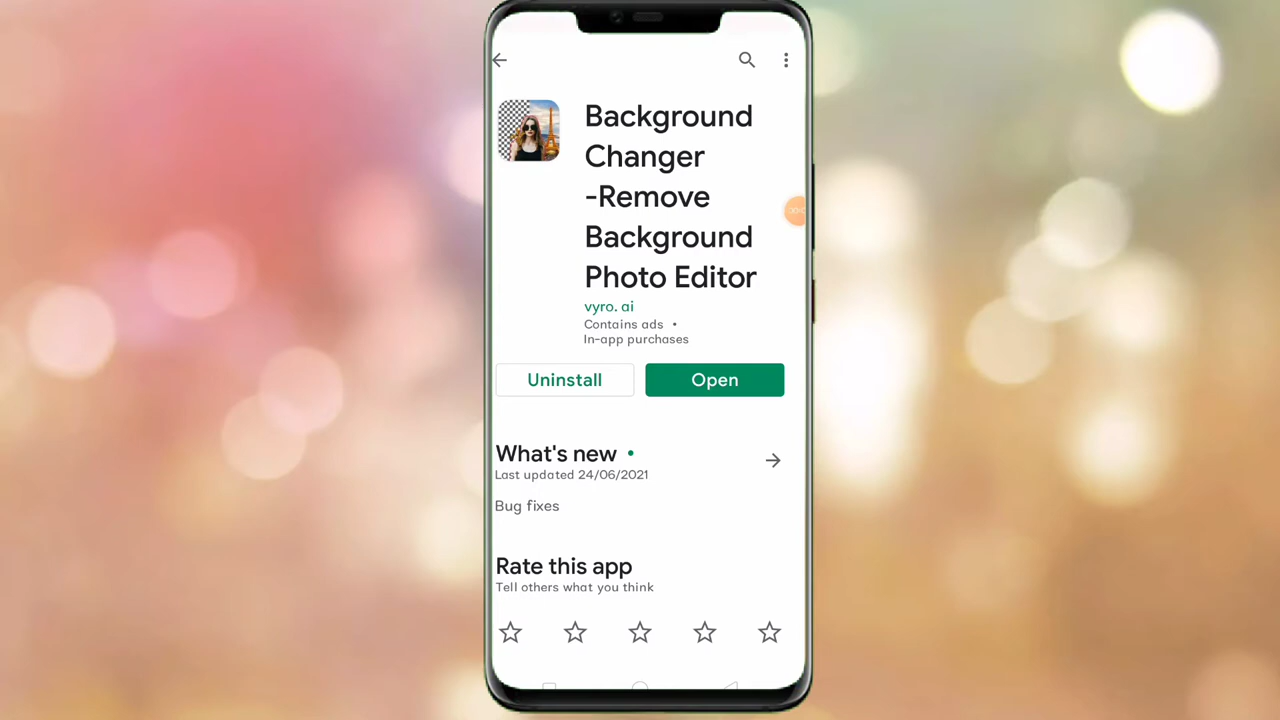 Background
Changer
-Remove
Background
Photo Editor
vyro. ai
Contains ads •
In-app purchases
Uninstall
Open
What's new •
Last updated 24/06/2021
Bug fixes
Rate this app
Tell others what you think